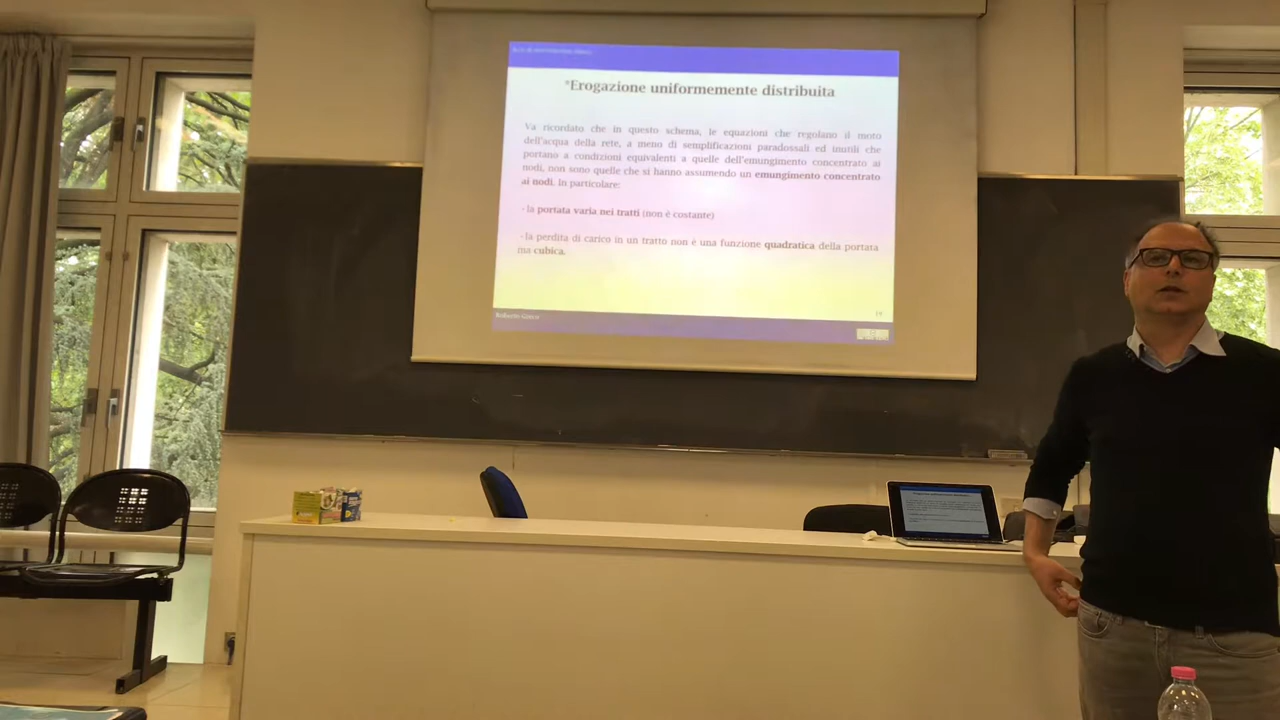 *Erogazione uniformemente distribuita
Va ricordato che in questo schema, le equazioni che regolano il moto
dell'acqua della rete, a meno di semplificazioni paradossali ed inutili che
portano a condizioni equivalenti a quelle dell'emungimento concentrato ai
nodi, non sono quelle che si hanno assumendo un emungimento concentrato
ai nodi. In particolare:
- la portata varia nei tratti (non è costante)
- la perdita di carico in un tratto non è una funzione quadratica della portata
ma cubica.
Roberto